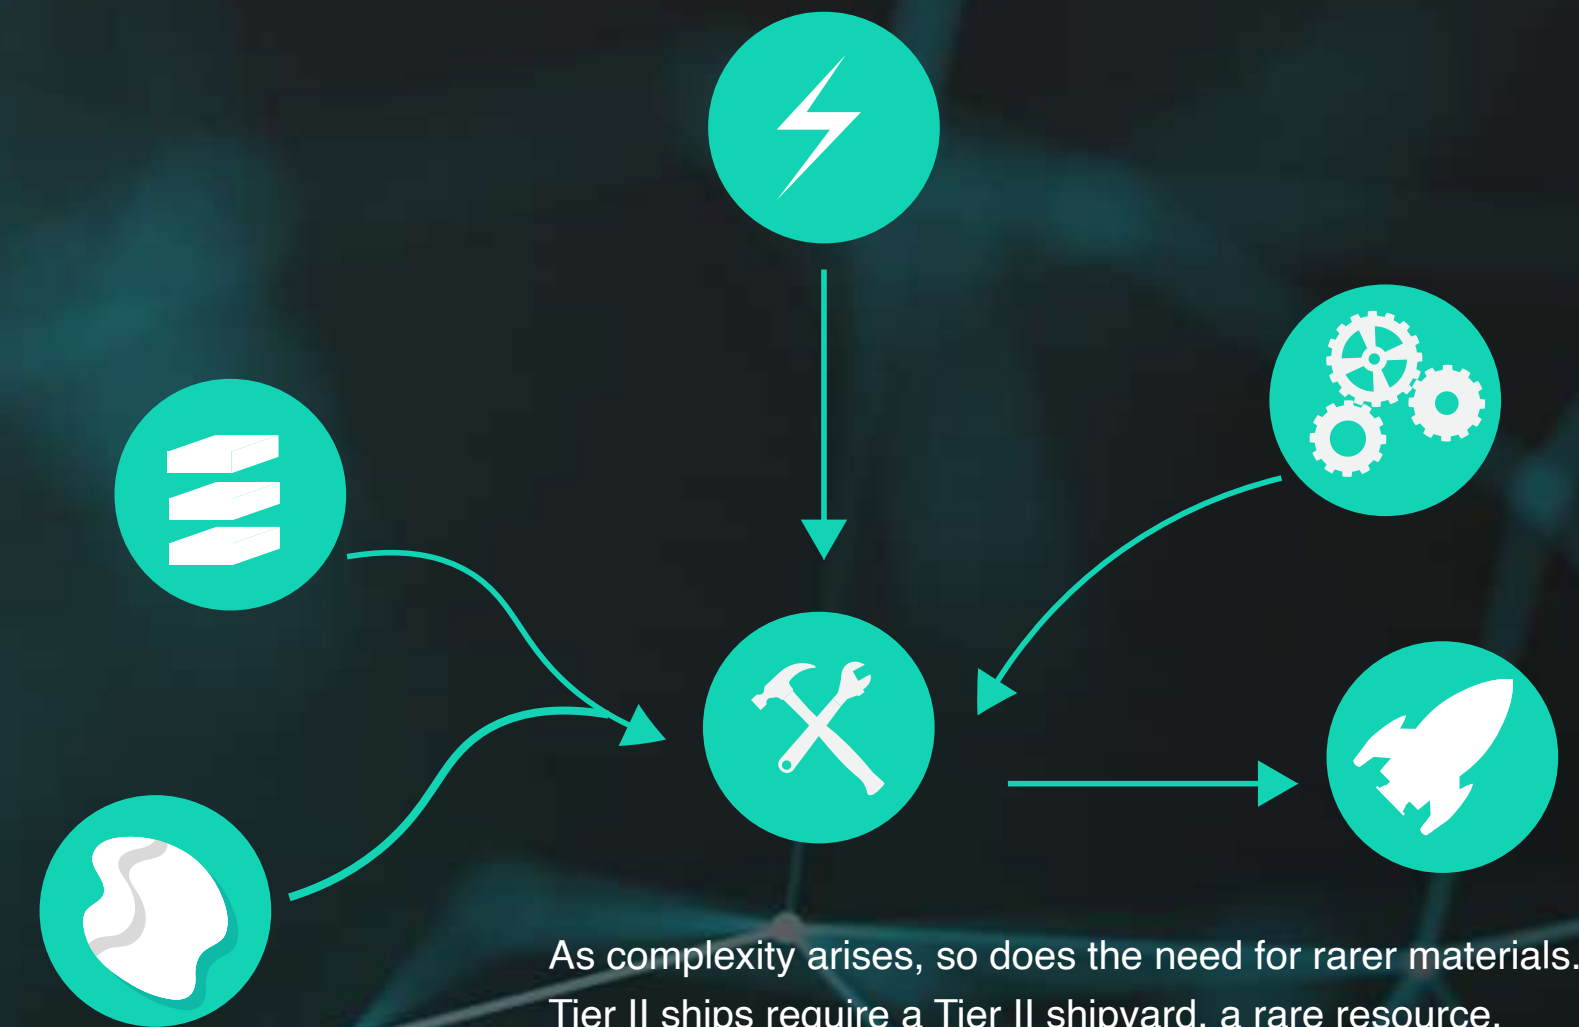 As complexity arises, so does the need for rarer materials.
Tier II ships require a Tier II shipyard, a rare resource,